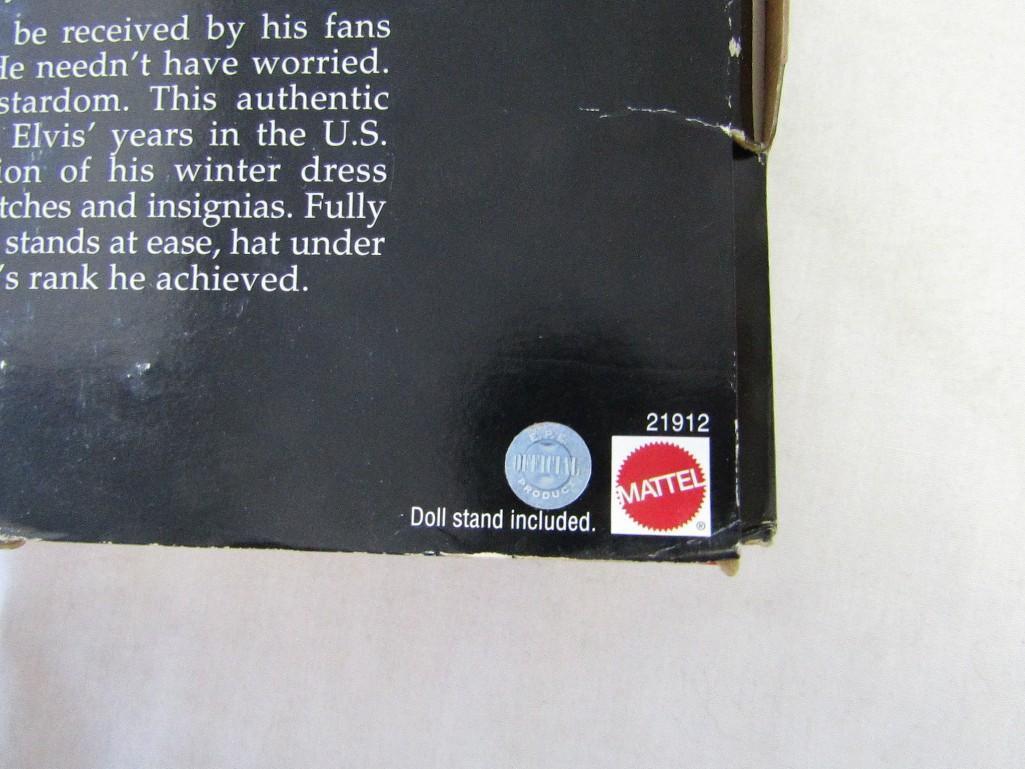 be received by his fans
He needn't have worried.
stardom. This authentic
Elvis' years in the U.S.
ion of his winter dress
tches and insignias. Fully
stands at ease, hat under
's rank he achieved.
21912
E.P.E.
OFFICIAL
PRODUCT
MATTEL
®
Doll stand included.